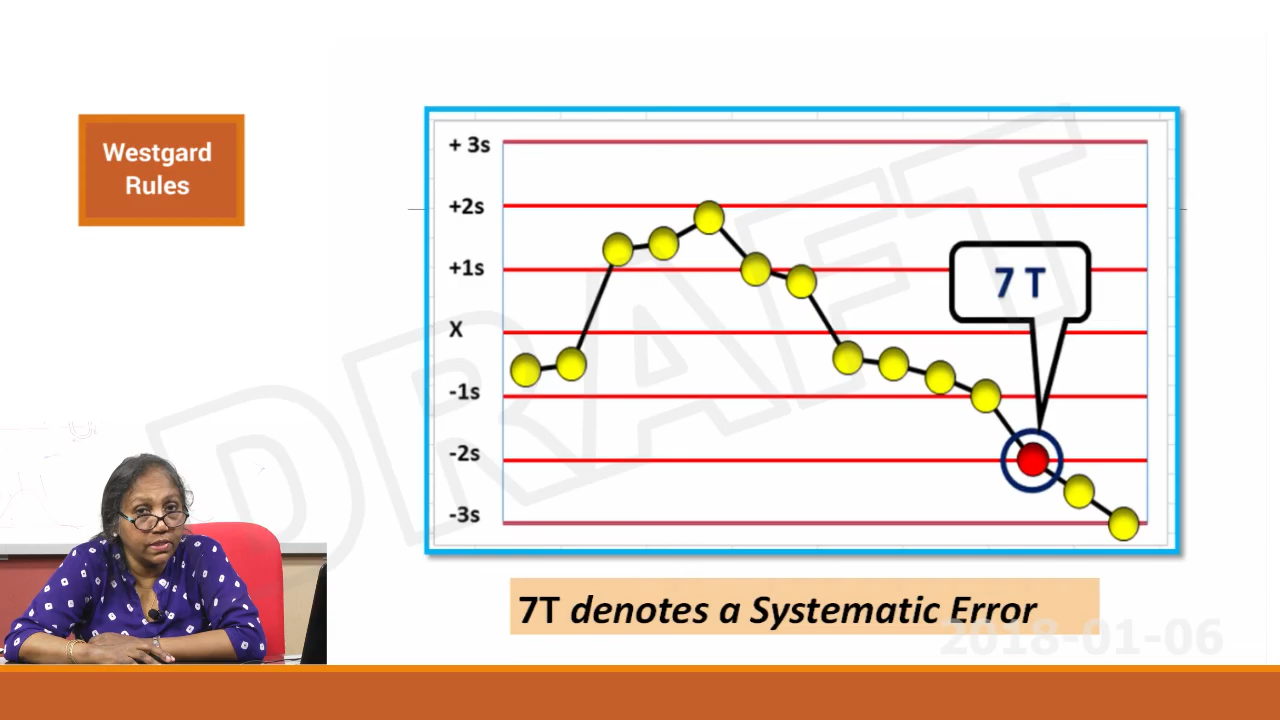 Westgard
Rules
+ 3s
+2s
+1s
X
-1s
-2s
-3s
7 T
7T denotes a Systematic Error
DRAFT
2018-01-06